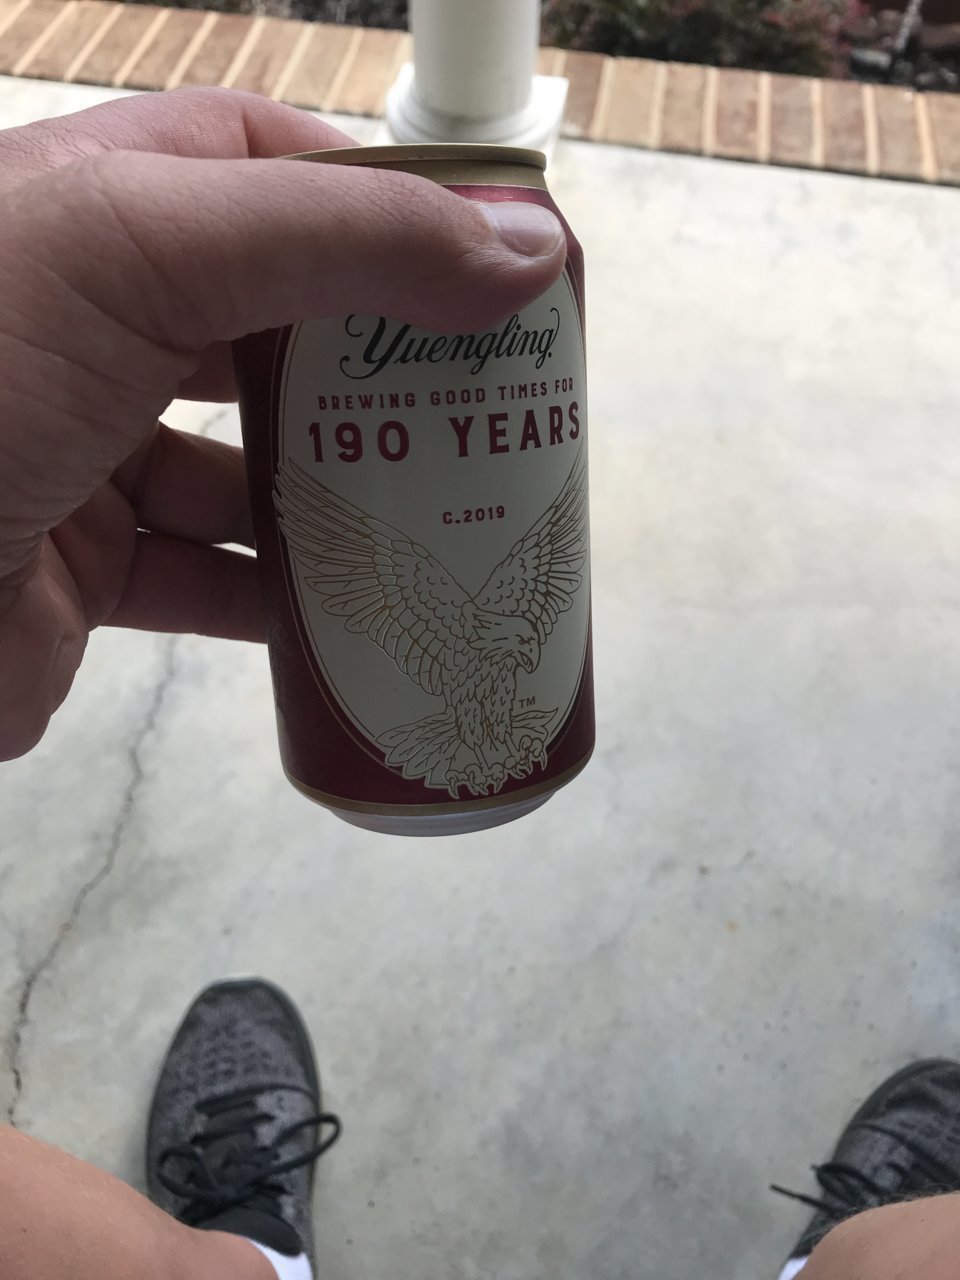 Yuengling
BREWING GOOD TIMES FOR
190 YEARS
C.2019
TM